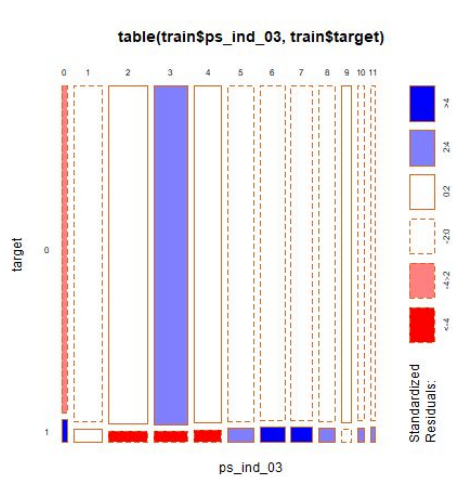 table(train$ps_ind_03, train$target)
0 1 2 3 4 5 6 7 8 9 10 11
target
0
1
ps_ind_03
Standardized
Residuals:
<-4
-4:-2
-2:0
0:2
2:4
>4